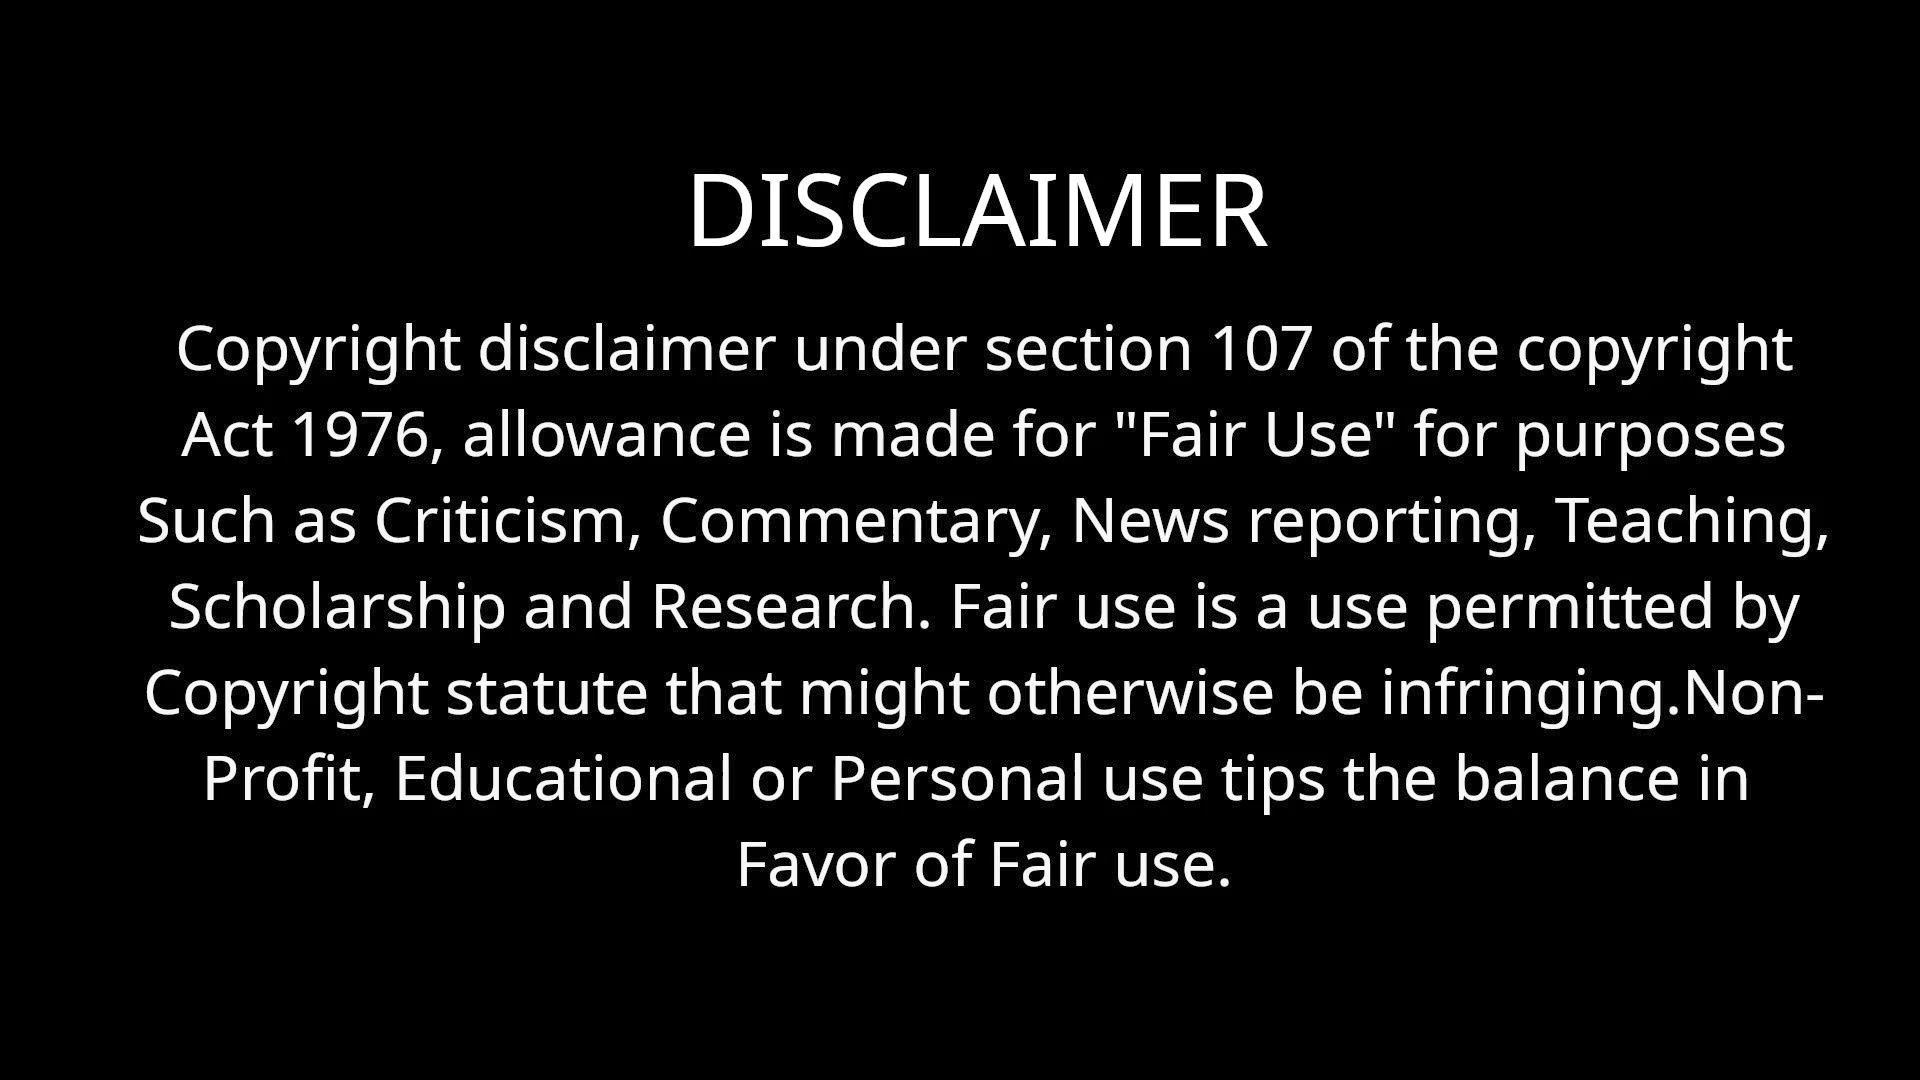 DISCLAIMER
Copyright disclaimer under section 107 of the copyright
Act 1976, allowance is made for "Fair Use" for purposes
Such as Criticism, Commentary, News reporting, Teaching,
Scholarship and Research. Fair use is a use permitted by
Copyright statute that might otherwise be infringing.Non-
Profit, Educational or Personal use tips the balance in
Favor of Fair use.